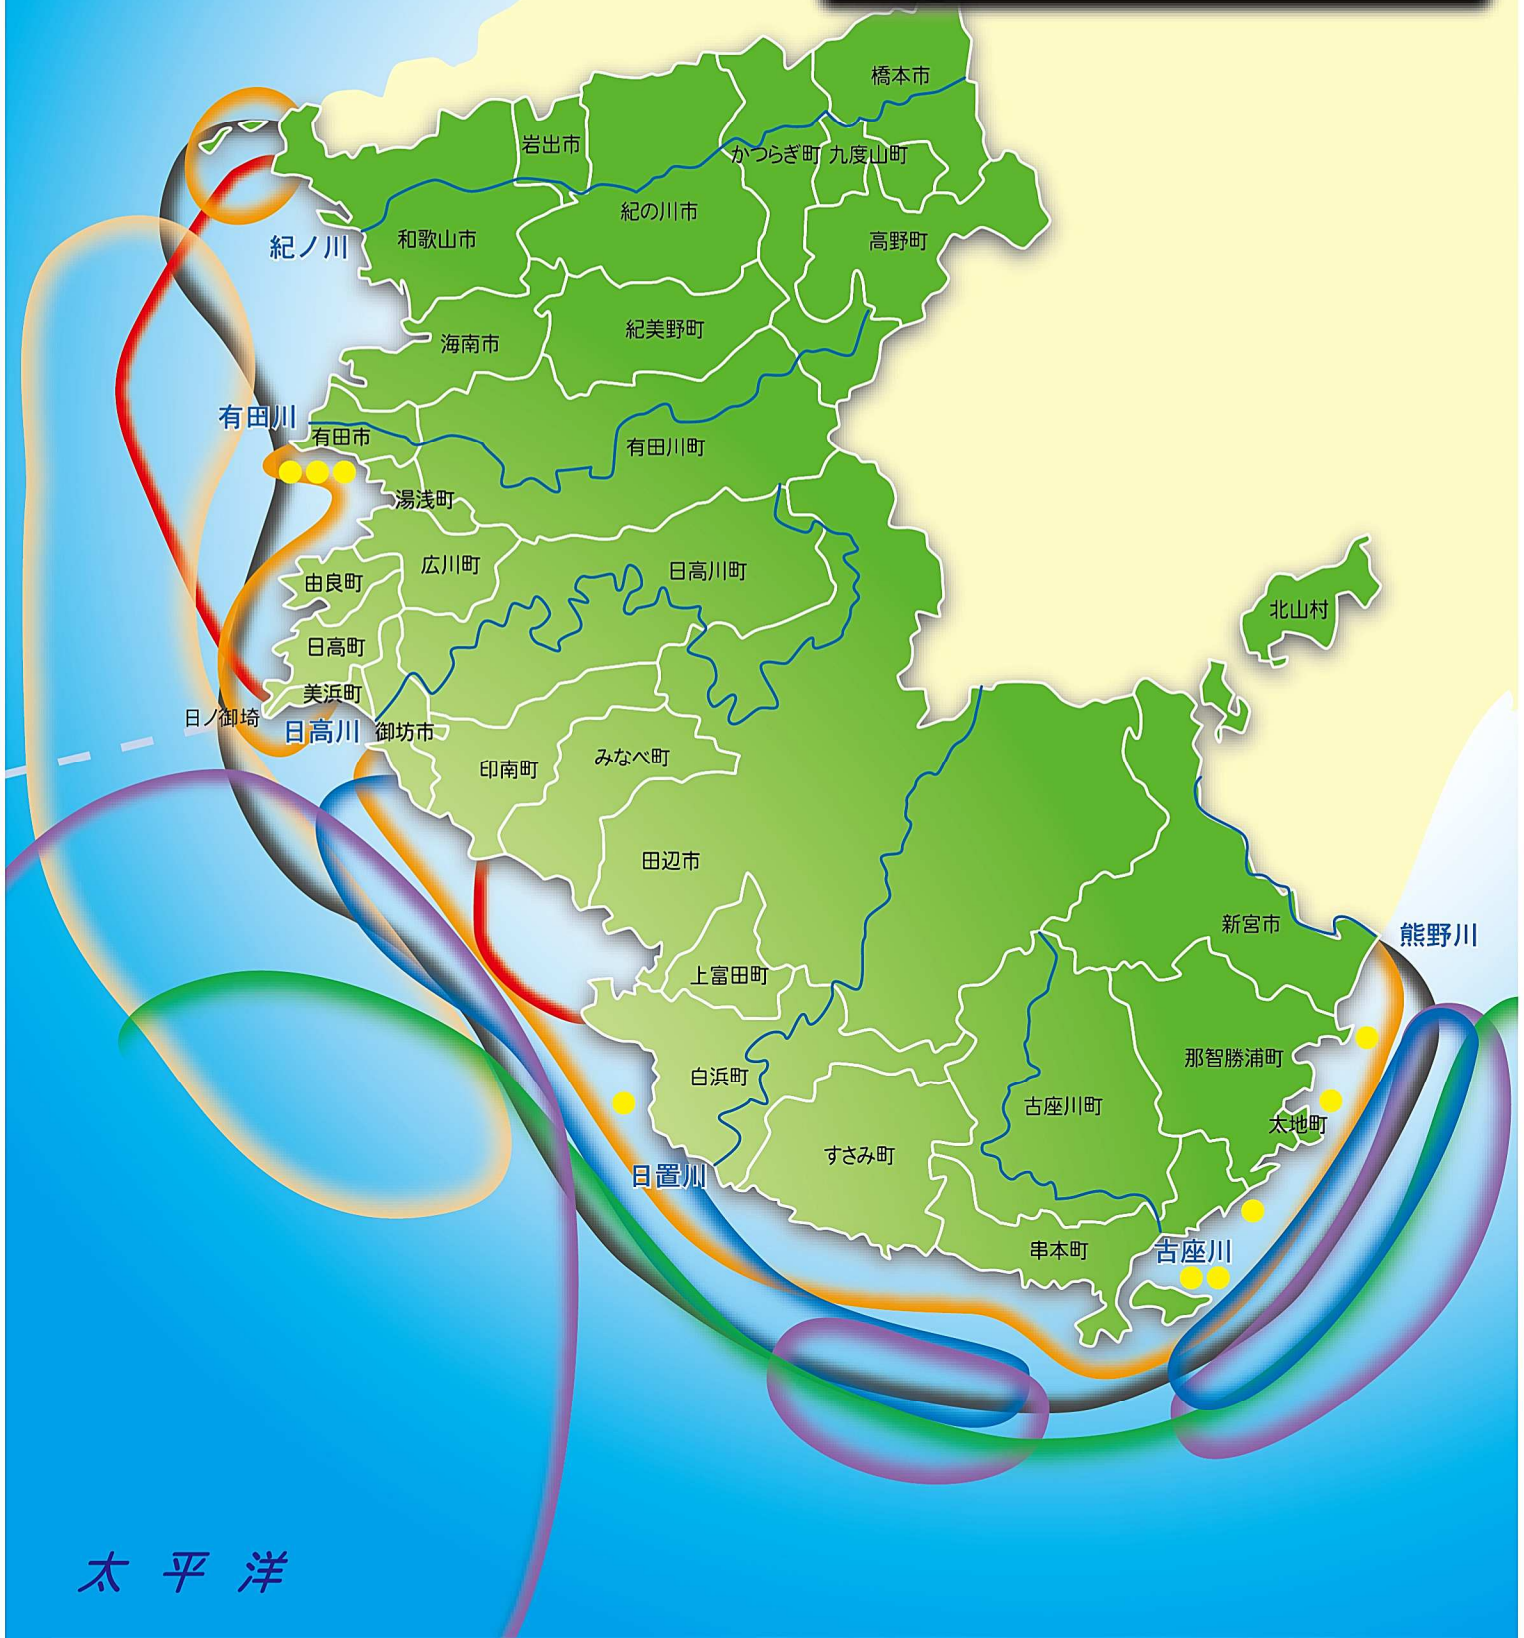 橋本市
岩出市
かつらぎ町
九度山町
紀の川市
和歌山市
高野町
紀ノ川
海南市
紀美野町
有田川
有田市
有田川町
湯浅町
広川町
日高川町
由良町
北山村
日高町
美浜町
日ノ御埼
日高川
御坊市
印南町
みなべ町
田辺市
新宮市
熊野川
上富田町
那智勝浦町
白浜町
古座川町
太地町
すさみ町
日置川
串本町
古座川
太平洋